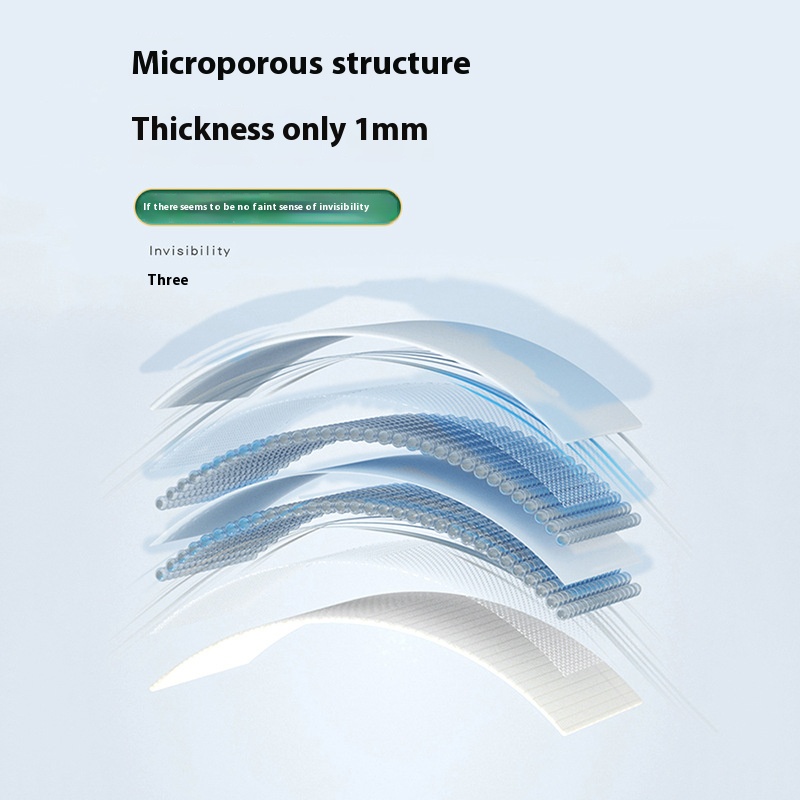 Microporous structure
Thickness only 1mm
If there seems to be no faint sense of invisibility
Invisibility
Three